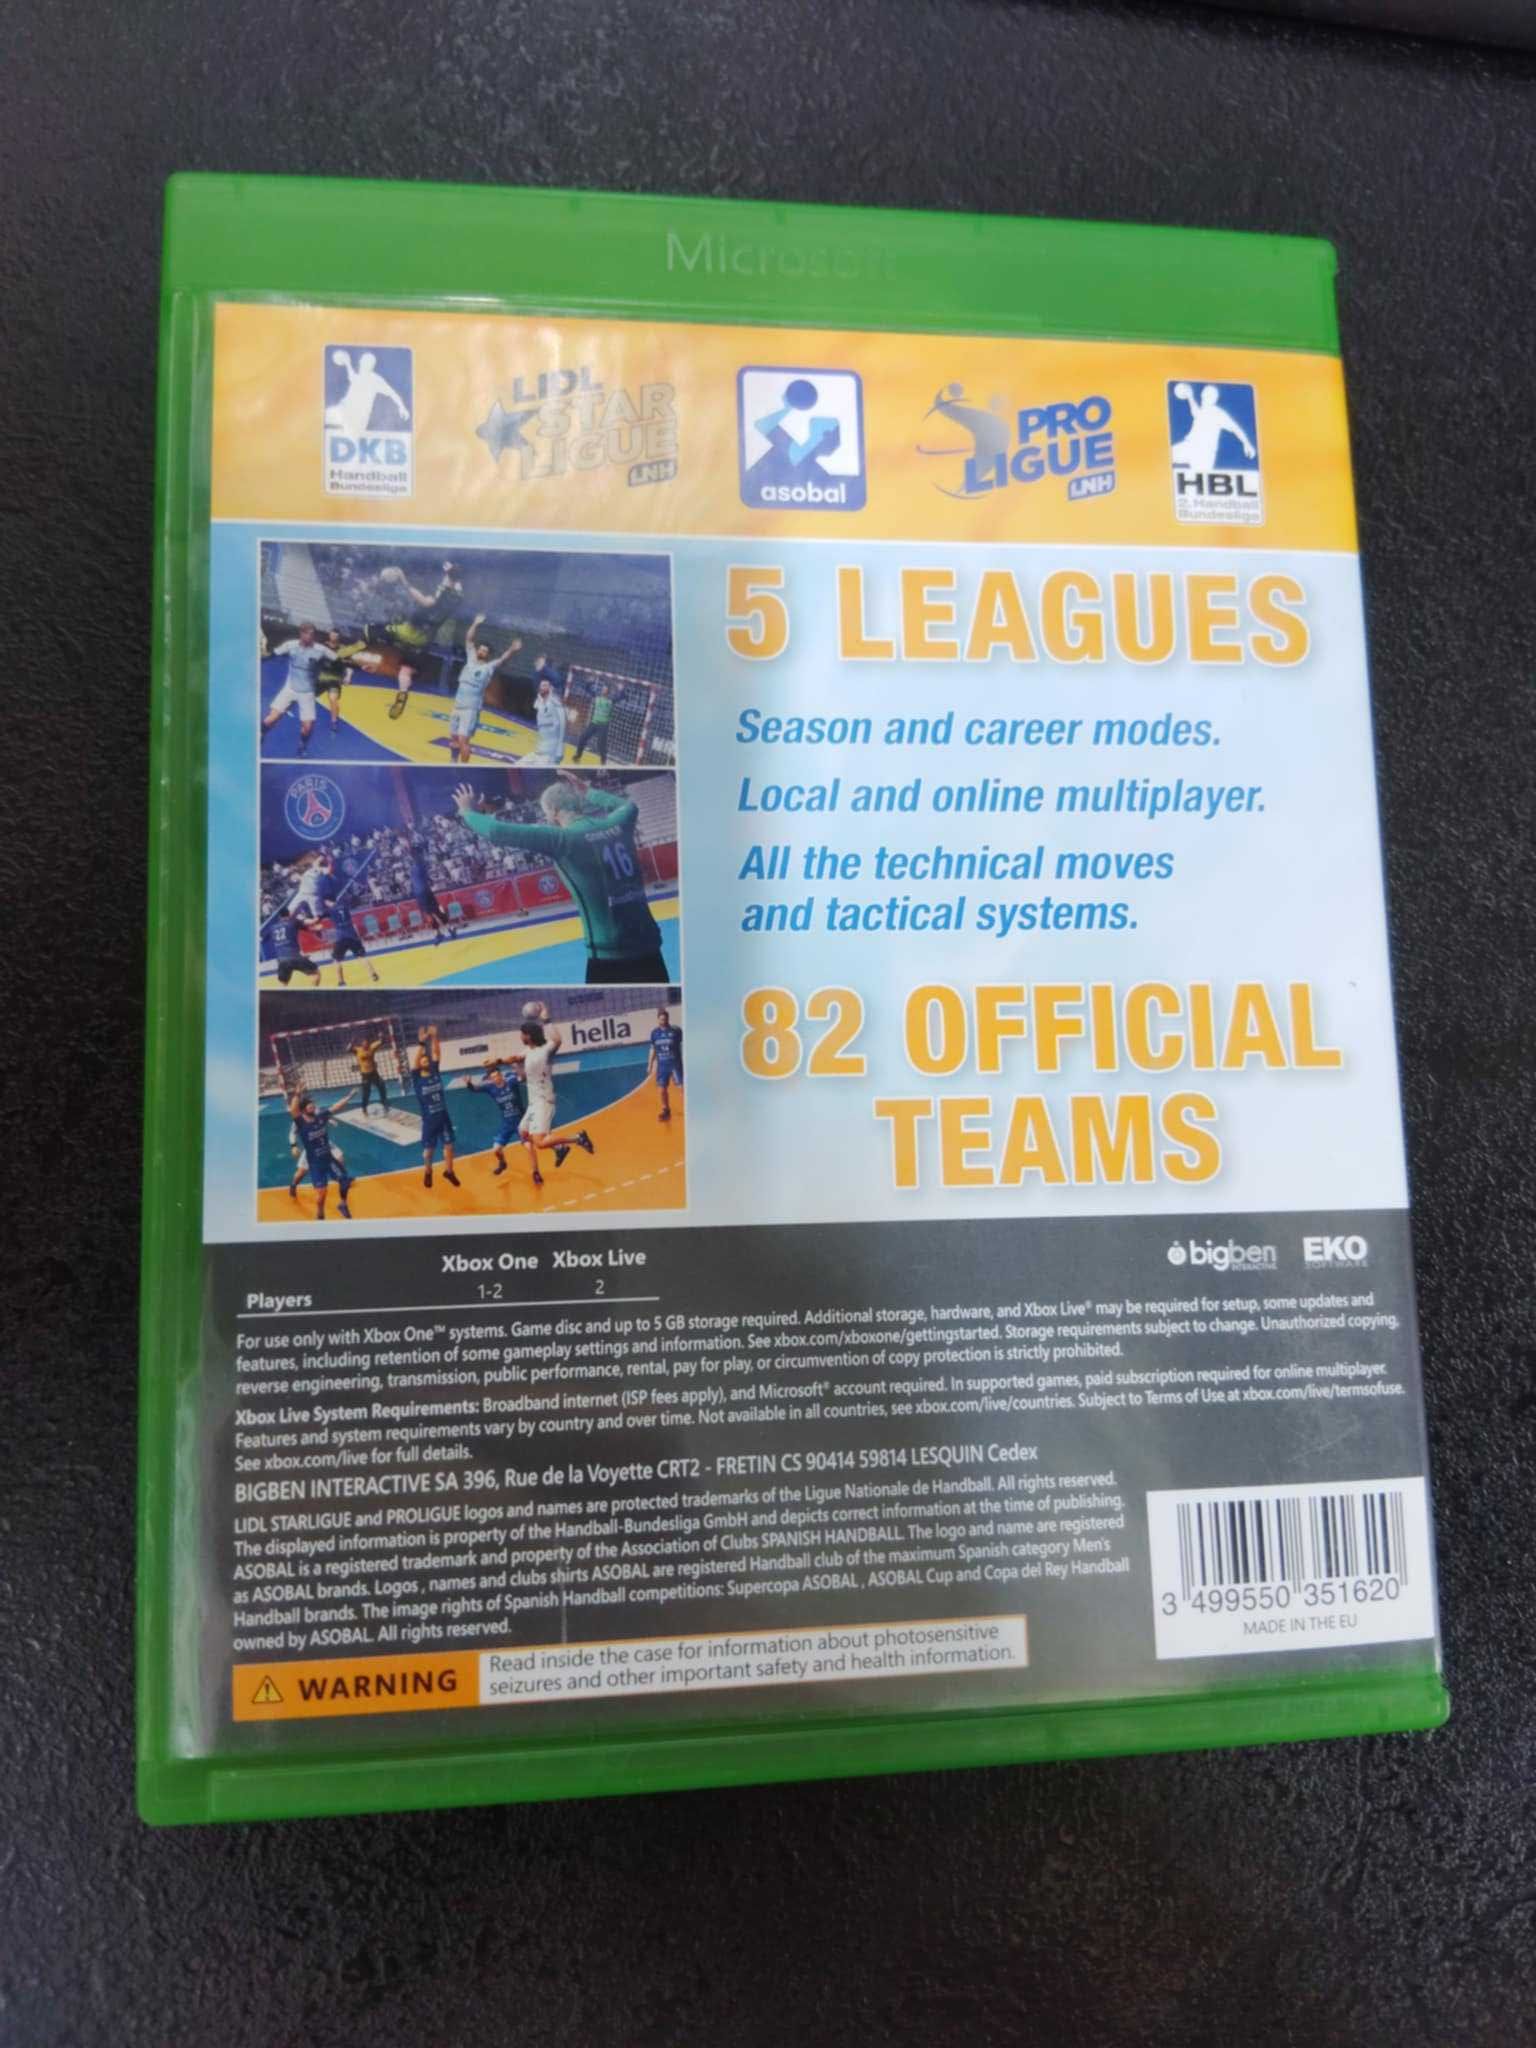 Microsoft
DKB
Handball
Bundesliga
LIDL
STAR
LIGUE
LNH
asobal
PRO
LIGUE
LNH
HBL
2. Handball
Bundesliga
5 LEAGUES
Season and career modes.
Local and online multiplayer.
All the technical moves
and tactical systems.
82 OFFICIAL
TEAMS
PARIS
16
22
hella
Xbox One Xbox Live
Players 1-2 2
bigben
INTERACTIVE
EKO
SOFTWARE
For use only with Xbox One™ systems. Game disc and up to 5 GB storage required. Additional storage, hardware, and Xbox Live® may be required for setup, some updates and
features, including retention of some gameplay settings and information. See xbox.com/xboxone/gettingstarted. Storage requirements subject to change. Unauthorized copying,
reverse engineering, transmission, public performance, rental, pay for play, or circumvention of copy protection is strictly prohibited.
Xbox Live System Requirements: Broadband internet (ISP fees apply), and Microsoft® account required. In supported games, paid subscription required for online multiplayer.
Features and system requirements vary by country and over time. Not available in all countries, see xbox.com/live/countries. Subject to Terms of Use at xbox.com/live/termsofuse.
See xbox.com/live for full details.
BIGBEN INTERACTIVE SA 396, Rue de la Voyette CRT2 - FRETIN CS 90414 59814 LESQUIN Cedex
LIDL STARLIGUE and PROLIGUE logos and names are protected trademarks of the Ligue Nationale de Handball. All rights reserved.
The displayed information is property of the Handball-Bundesliga GmbH and depicts correct information at the time of publishing.
ASOBAL is a registered trademark and property of the Association of Clubs SPANISH HANDBALL. The logo and name are registered
as ASOBAL brands. Logos , names and clubs shirts ASOBAL are registered Handball club of the maximum Spanish category Men's
Handball brands. The image rights of Spanish Handball competitions: Supercopa ASOBAL , ASOBAL Cup and Copa del Rey Handball
owned by ASOBAL. All rights reserved.
WARNING
Read inside the case for information about photosensitive
seizures and other important safety and health information.
3 499550 351620
MADE IN THE EU